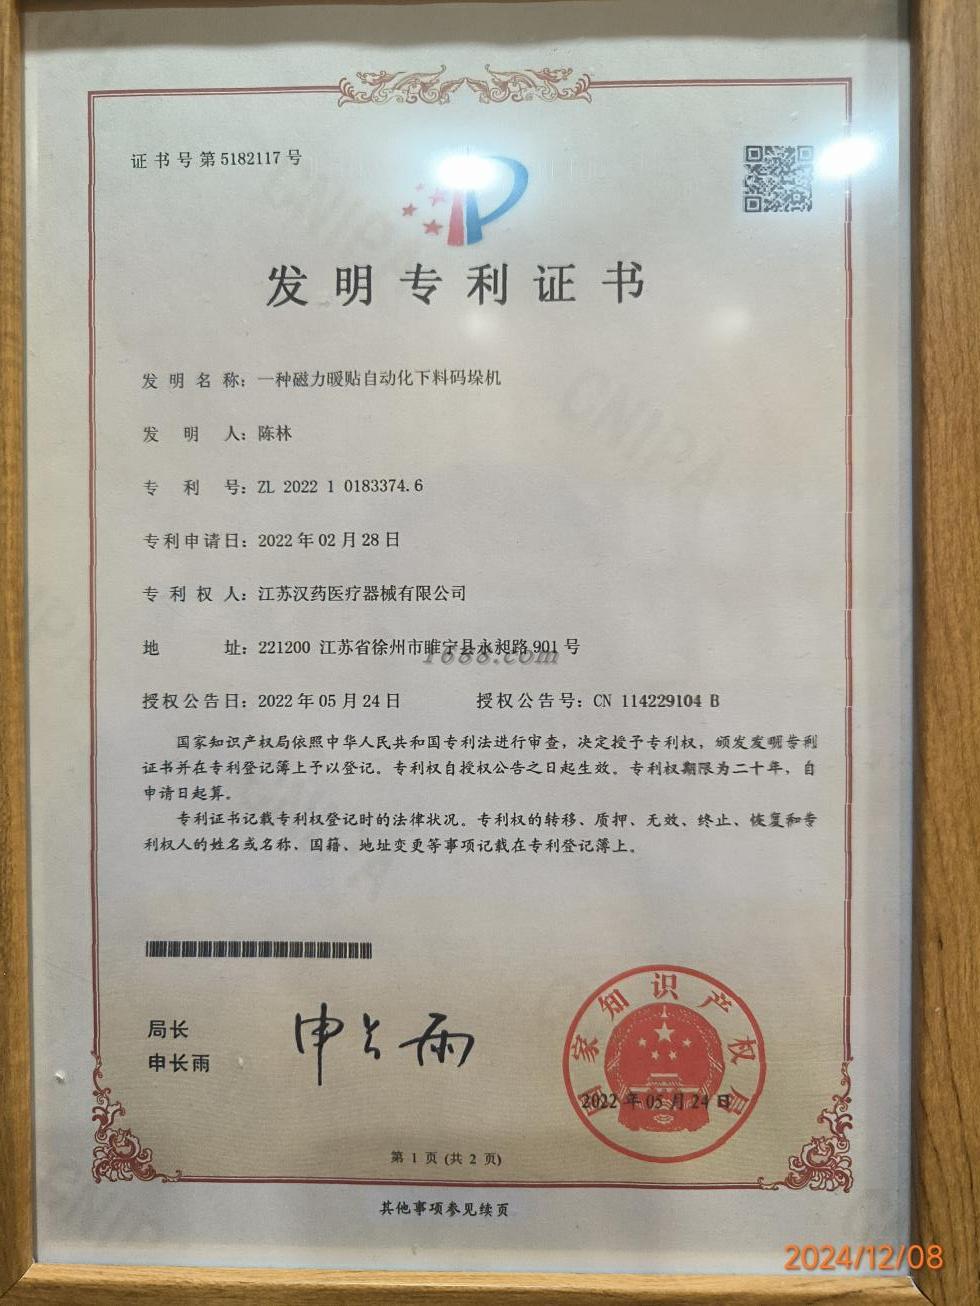 证书号第5182117号
发明专利证书
发明名称：一种磁力暖贴自动化下料码垛机
发明人：陈林
专利号：ZL 2022 1 0183374.6
专利申请日：2022年02月28日
专利权人：江苏汉药医疗器械有限公司
地址：221200 江苏省徐州市睢宁县永昶路901号
1688.com
授权公告日：2022年05月24日 授权公告号：CN 114229104 B
国家知识产权局依照中华人民共和国专利法进行审查，决定授予专利权，颁发发明专利
证书并在专利登记簿上予以登记。专利权自授权公告之日起生效。专利权期限为二十年，自
申请日起算。
专利证书记载专利权登记时的法律状况。专利权的转移、质押、无效、终止、恢复和专
利权人的姓名或名称、国籍、地址变更等事项记载在专利登记簿上。
局长
申长雨
申长雨
国家知识产权局
2022年05月24日
第 1 页 (共 2 页)
其他事项参见续页
CNIPA
2024/12/08